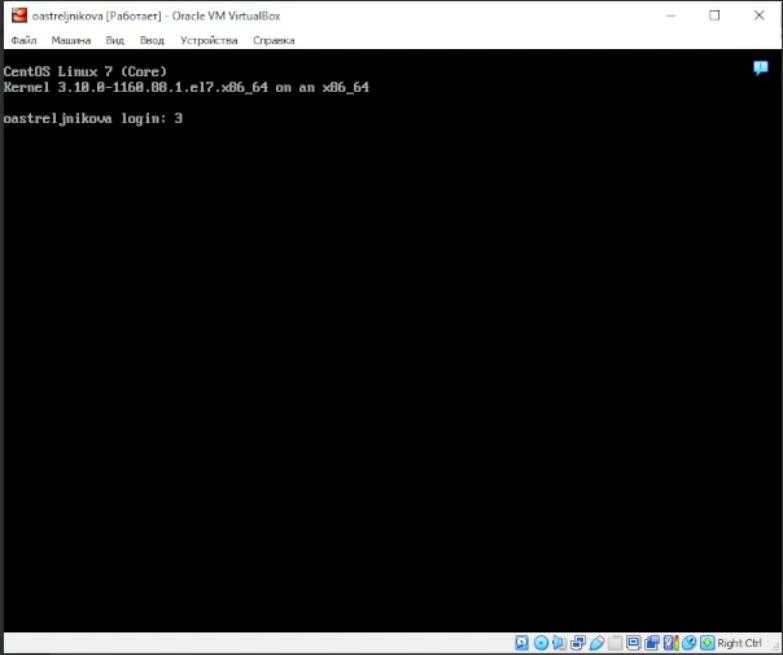 oastreljnikova [Работает] - Oracle VM VirtualBox
Файл Машина Вид Ввод Устройства Справка
CentOS Linux 7 (Core)
Kernel 3.10.0-1160.88.1.el7.x86_64 on an x86_64
oastreljnikova login: 3
Right Ctrl